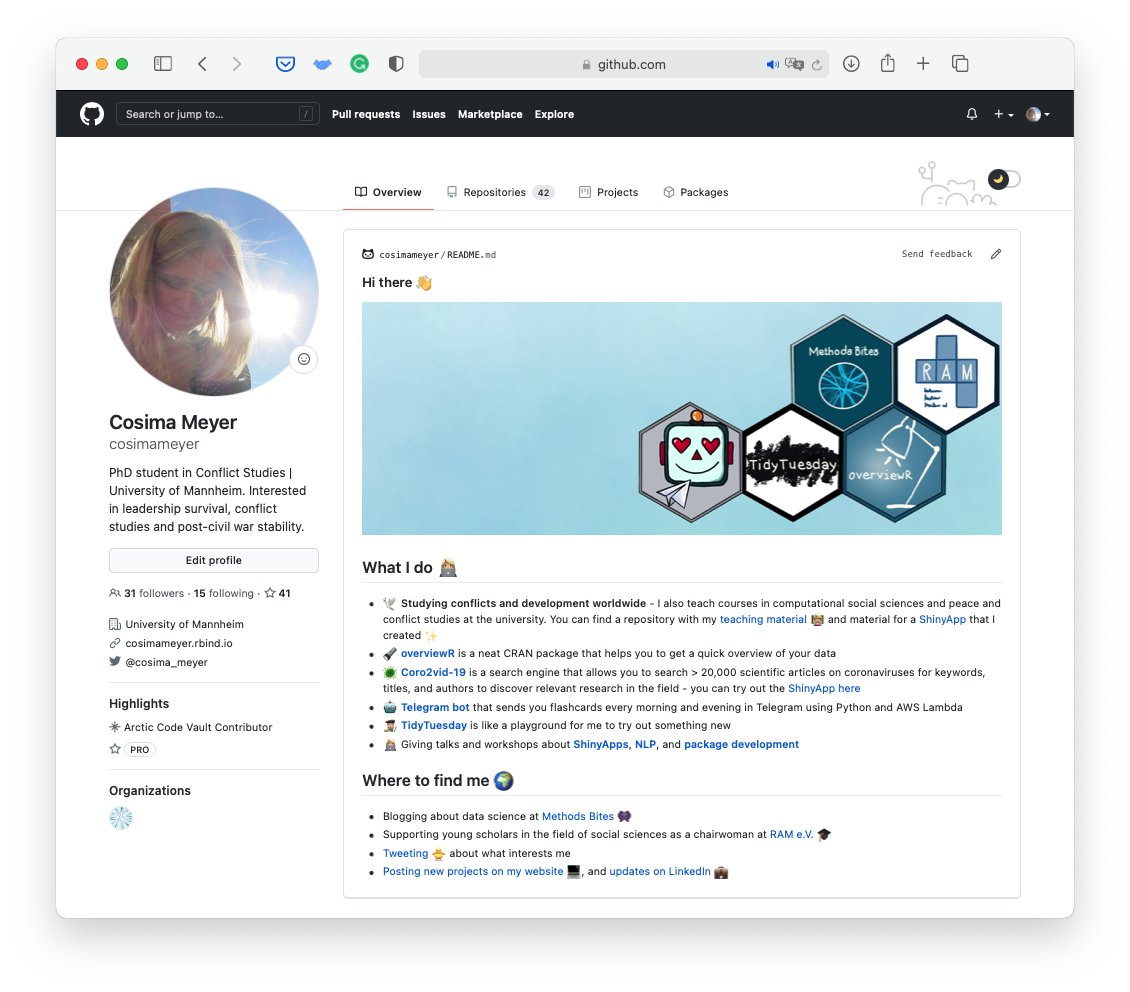 github.com
Search or jump to... /
Pull requests Issues Marketplace Explore
Overview Repositories 42 Projects Packages
Cosima Meyer
cosimameyer
PhD student in Conflict Studies |
University of Mannheim. Interested
in leadership survival, conflict
studies and post-civil war stability.
Edit profile
31 followers · 15 following · 41
University of Mannheim
cosimameyer.rbind.io
@cosima_meyer
Highlights
Arctic Code Vault Contributor
PRO
Organizations
cosimameyer/README.md Send feedback
Hi there 👋
Methods Bites
RAM
TidyTuesday
overviewR
What I do 👩🏼‍💻
🕊 Studying conflicts and development worldwide - I also teach courses in computational social sciences and peace and
conflict studies at the university. You can find a repository with my teaching material 👩🏼‍🏫 and material for a ShinyApp that I
created ✨
🔦 overviewR is a neat CRAN package that helps you to get a quick overview of your data
🦠 Coro2vid-19 is a search engine that allows you to search > 20,000 scientific articles on coronaviruses for keywords,
titles, and authors to discover relevant research in the field - you can try out the ShinyApp here
🤖 Telegram bot that sends you flashcards every morning and evening in Telegram using Python and AWS Lambda
👩🏼‍🎨 TidyTuesday is like a playground for me to try out something new
👩🏼‍💻 Giving talks and workshops about ShinyApps, NLP, and package development
Where to find me 🌍
Blogging about data science at Methods Bites 🔮
Supporting young scholars in the field of social sciences as a chairwoman at RAM e.V. 🎓
Tweeting 🐥 about what interests me
Posting new projects on my website 💻, and updates on LinkedIn 💼